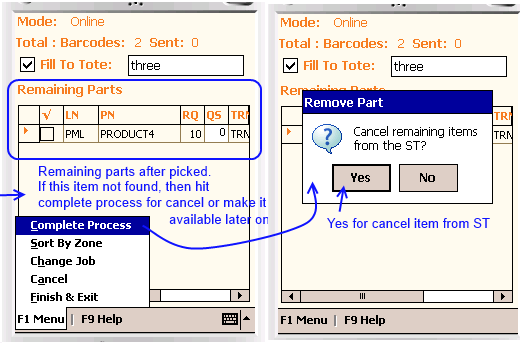 Mode: Online
Total : Barcodes: 2 Sent: 0
Fill To Tote: three
Remaining Parts
√ LN PN RQ QS TRN
PML PRODUCT4 10 0 TRN
Remaining parts after picked.
If this item not found, then hit
complete process for cancel or make it
available later on
Complete Process
Sort By Zone
Change Job
Cancel
Finish & Exit
F1 Menu | F9 Help
Mode: Online
Total : Barcodes: 2 Sent: 0
Fill To Tote: three
Remaining Parts
Remove Part
Cancel remaining items
from the ST?
Yes No
Yes for cancel item from ST
F1 Menu | F9 Help